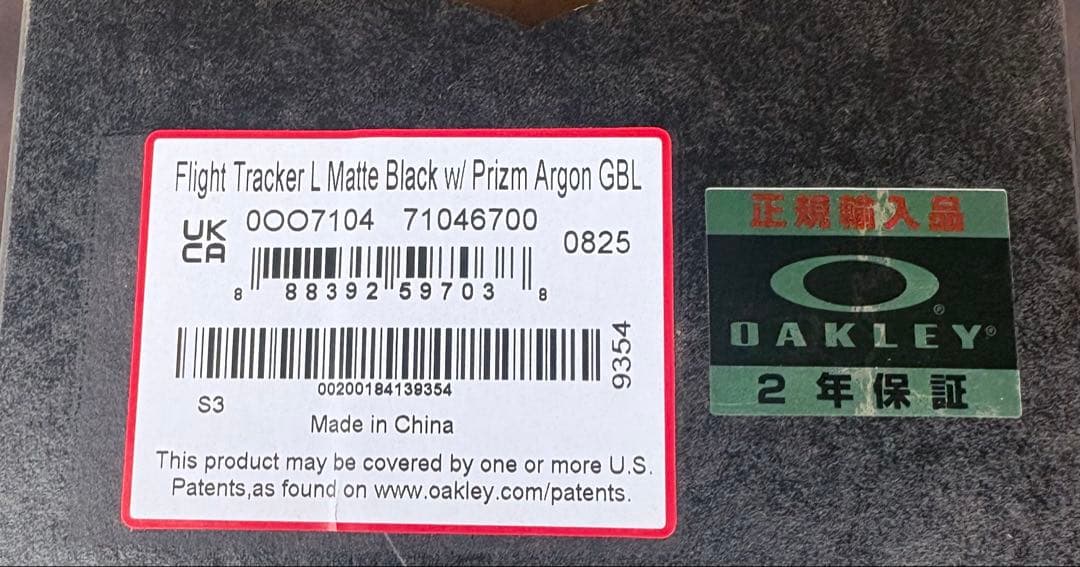 Flight Tracker L Matte Black w/ Prizm Argon GBL
UK
CA
0OO7104 71046700
0825
8 88392 59703 8
00200184139354
9354
S3
Made in China
This product may be covered by one or more U.S.
Patents,as found on www.oakley.com/patents.
正規輸入品
OAKLEY®
2年保証